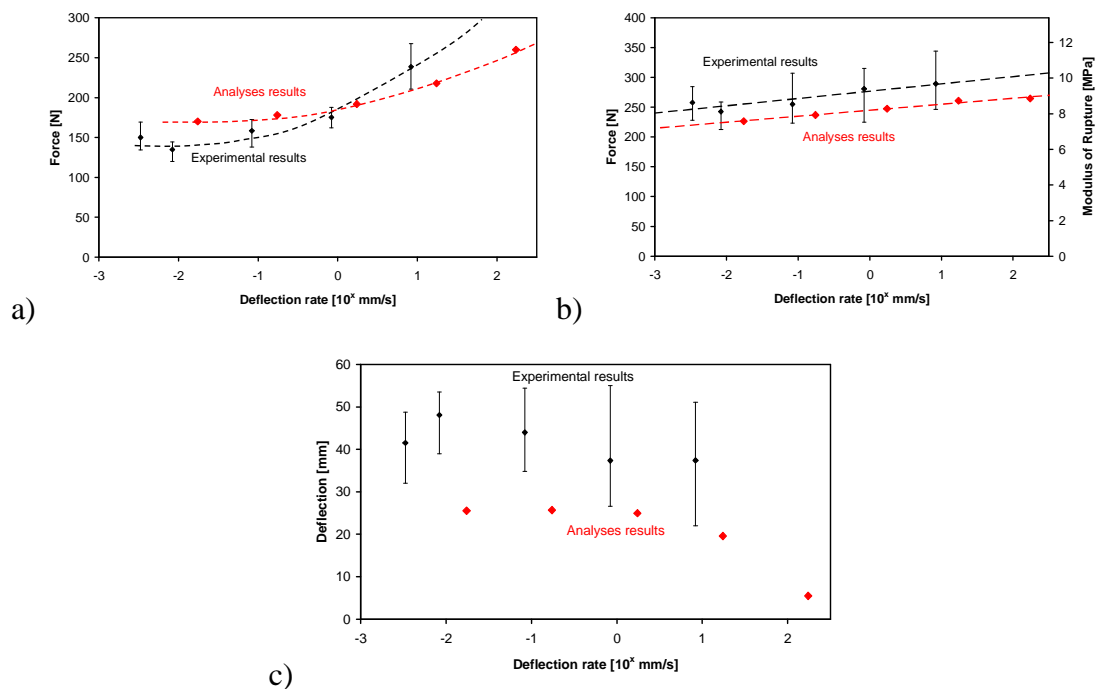 300
250
200
150
100
50
0
Force [N]
Analyses results
Experimental results
-3 -2 -1 0 1 2
Deflection rate [10ˣ mm/s]
a)
400
350
300
250
200
150
100
50
0
Force [N]
Experimental results
Analyses results
12
10
8
6
4
2
0
Modulus of Rupture [MPa]
-3 -2 -1 0 1 2
Deflection rate [10ˣ mm/s]
b)
60
50
40
30
20
10
0
Deflection [mm]
Experimental results
Analyses results
-3 -2 -1 0 1 2
Deflection rate [10ˣ mm/s]
c)